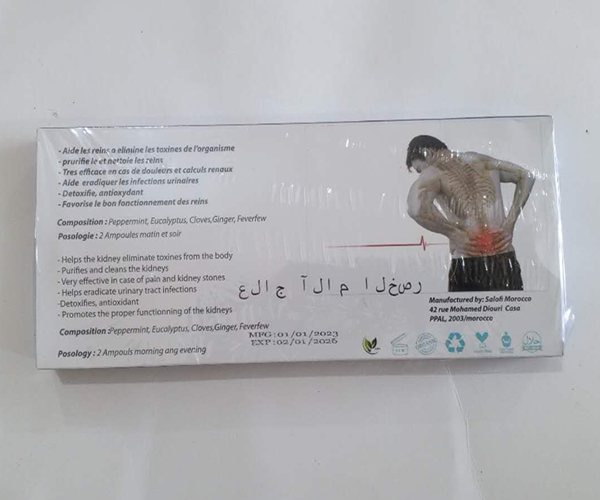 - Aide les reins a elimine les toxines de l'organisme
- prurifie le et nettoie les reins
- Tres efficace en cas de douleurs et calculs renaux
- Aide eradiquer les infections urinaires
- Detoxifie, antioxydant
- Favorise le bon fonctionnement des reins
Composition : Peppermint, Eucalyptus, Cloves,Ginger, Feverfew
Posologie : 2 Ampoules matin et soir
- Helps the kidney eliminate toxines from the body
- Purifies and cleans the kidneys
- Very effective in case of pain and kidney stones
- Helps eradicate urinary tract infections
-Detoxifies, antioxidant
- Promotes the proper functionning of the kidneys
Composition :Peppermint, Eucalyptus, Cloves,Ginger, Feverfew
Posology : 2 Ampouls morning ang evening
ر ص خ ل ا م ا ل آ ج ا ل ع
MFG:01/01/2023
EXP:02/01/2026
Manufactured by: Salofi Morocco
42 rue Mohamed Diouri Casa
PPAL, 2003/morocco